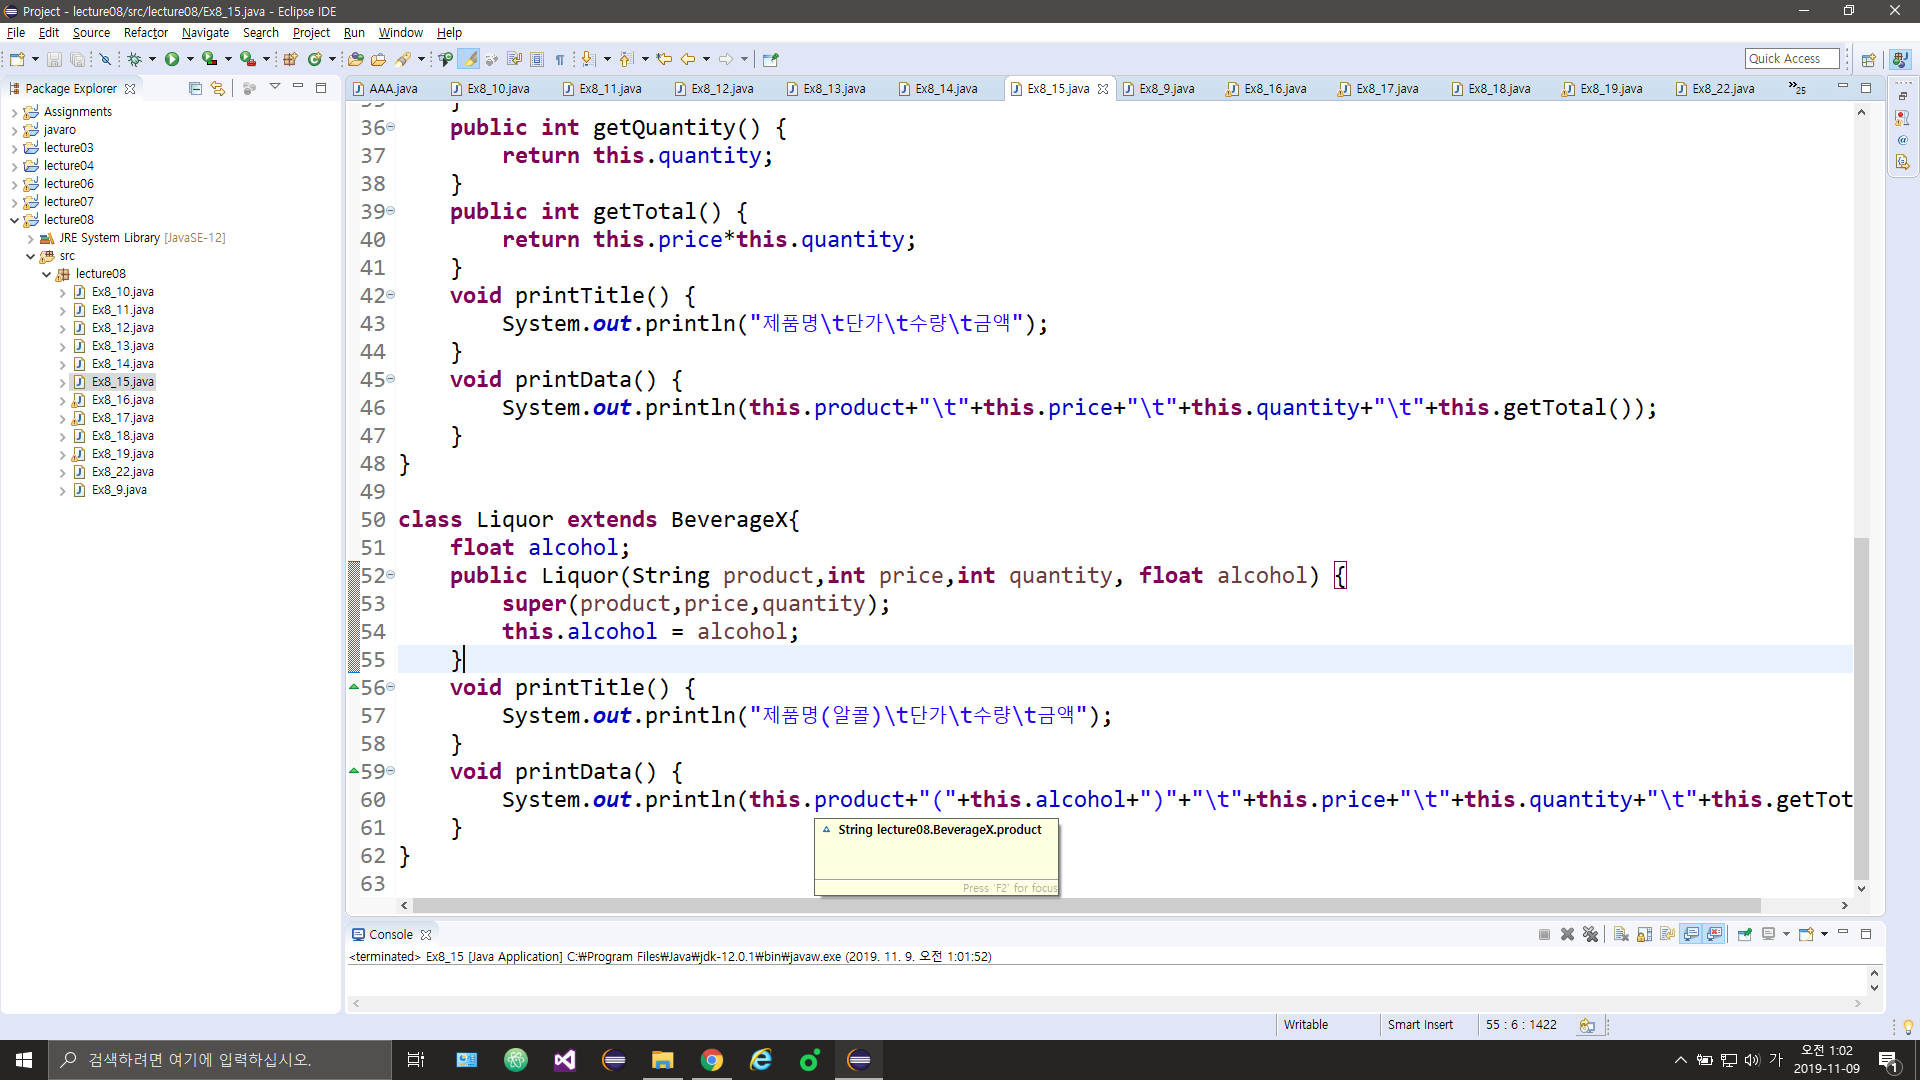 Project - lecture08/src/lecture08/Ex8_15.java - Eclipse IDE
File Edit Source Refactor Navigate Search Project Run Window Help
Quick Access
Package Explorer
AAA.java Ex8_10.java Ex8_11.java Ex8_12.java Ex8_13.java Ex8_14.java Ex8_15.java Ex8_9.java Ex8_16.java Ex8_17.java Ex8_18.java Ex8_19.java Ex8_22.java »25
Assignments
javaro
lecture03
lecture04
lecture06
lecture07
lecture08
JRE System Library [JavaSE-12]
src
lecture08
Ex8_10.java
Ex8_11.java
Ex8_12.java
Ex8_13.java
Ex8_14.java
Ex8_15.java
Ex8_16.java
Ex8_17.java
Ex8_18.java
Ex8_19.java
Ex8_22.java
Ex8_9.java
36 public int getQuantity() {
37 return this.quantity;
38 }
39 public int getTotal() {
40 return this.price*this.quantity;
41 }
42 void printTitle() {
43 System.out.println("제품명\t단가\t수량\t금액");
44 }
45 void printData() {
46 System.out.println(this.product+"\t"+this.price+"\t"+this.quantity+"\t"+this.getTotal());
47 }
48 }
49
50 class Liquor extends BeverageX{
51 float alcohol;
52 public Liquor(String product,int price,int quantity, float alcohol) {
53 super(product,price,quantity);
54 this.alcohol = alcohol;
55 }
56 void printTitle() {
57 System.out.println("제품명(알콜)\t단가\t수량\t금액");
58 }
59 void printData() {
60 System.out.println(this.product+"("+this.alcohol+")"+"\t"+this.price+"\t"+this.quantity+"\t"+this.getTot
61 }
62 }
63
String lecture08.BeverageX.product
Press 'F2' for focus
Console
<terminated> Ex8_15 [Java Application] C:₩Program Files₩Java₩jdk-12.0.1₩bin₩javaw.exe (2019. 11. 9. 오전 1:01:52)
Writable Smart Insert 55 : 6 : 1422
검색하려면 여기에 입력하십시오.
가
오전 1:02
2019-11-09
1